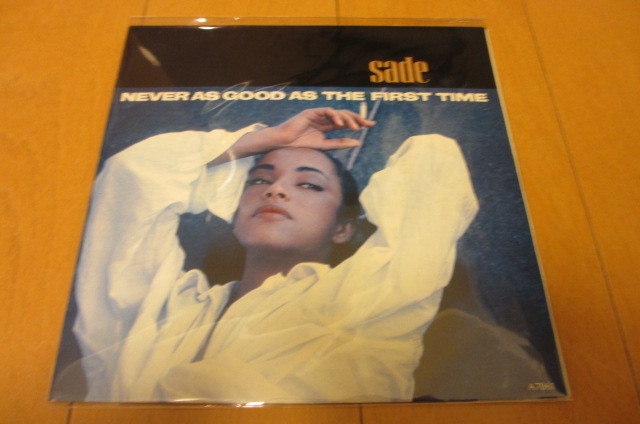 sade
NEVER AS GOOD AS THE FIRST TIME